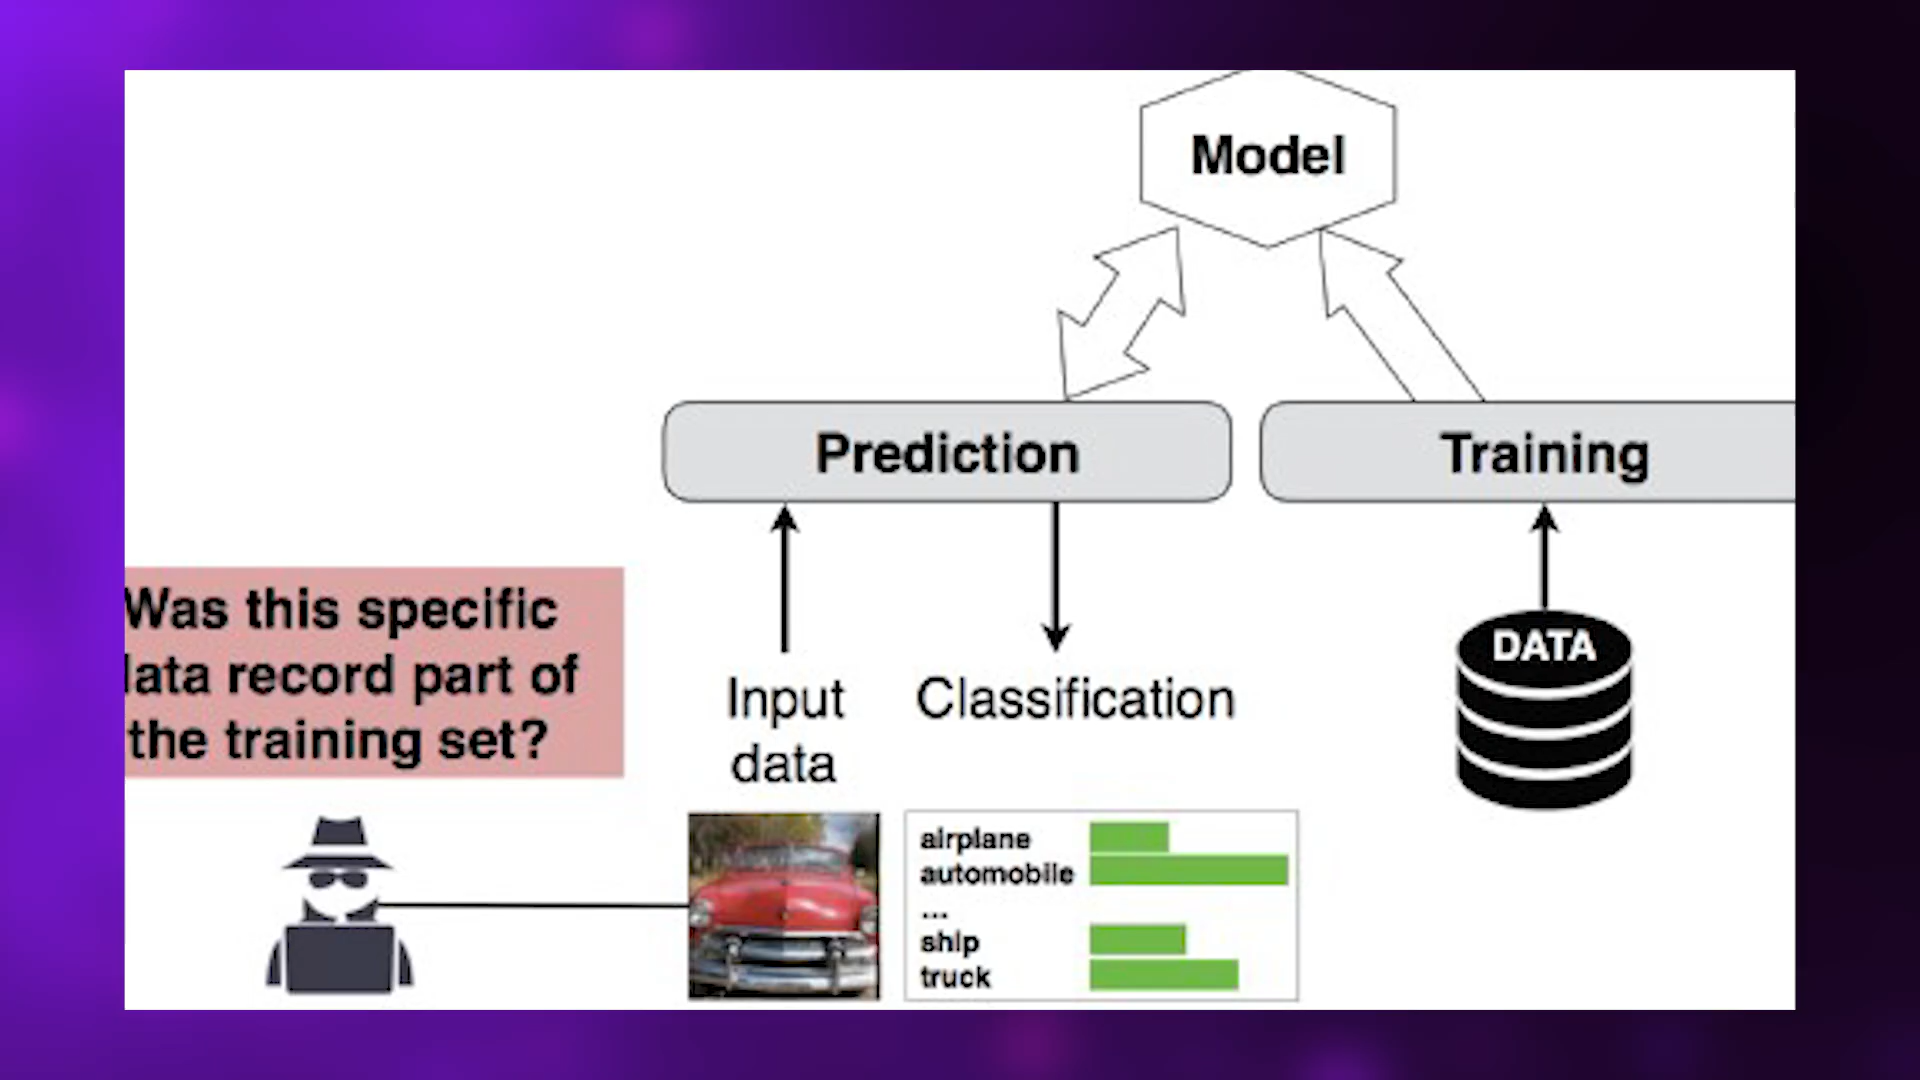 Model
Prediction
Training
Was this specific
data record part of
the training set?
Input
data
Classification
DATA
airplane
automobile
...
ship
truck